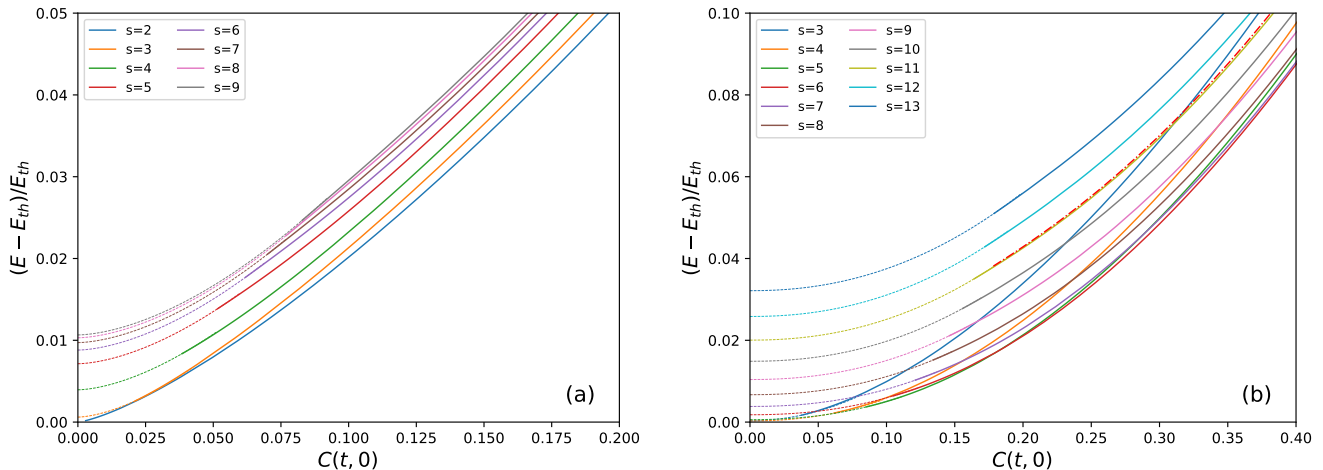 0.05
0.04
0.03
0.02
0.01
0.00
(E − E_th)/E_th
s=2
s=3
s=4
s=5
s=6
s=7
s=8
s=9
(a)
0.000 0.025 0.050 0.075 0.100 0.125 0.150 0.175 0.200
C(t, 0)
0.10
0.08
0.06
0.04
0.02
0.00
(E − E_th)/E_th
s=3
s=4
s=5
s=6
s=7
s=8
s=9
s=10
s=11
s=12
s=13
(b)
0.00 0.05 0.10 0.15 0.20 0.25 0.30 0.35 0.40
C(t, 0)